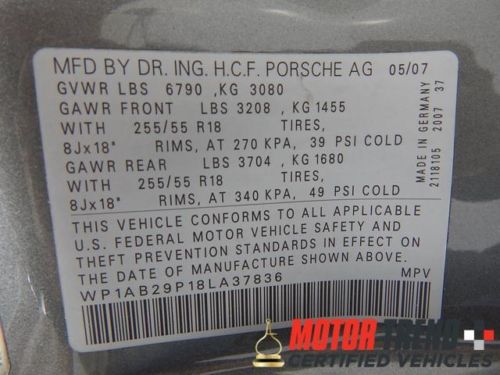 MFD BY DR. ING. H.C.F. PORSCHE AG 05/07
GVWR LBS 6790 ,KG 3080
GAWR FRONT LBS 3208 ,KG 1455
WITH 255/55 R18 TIRES,
8Jx18" RIMS, AT 270 KPA, 39 PSI COLD
GAWR REAR LBS 3704 ,KG 1680
WITH 255/55 R18 TIRES,
8Jx18" RIMS, AT 340 KPA, 49 PSI COLD
THIS VEHICLE CONFORMS TO ALL APPLICABLE
U.S. FEDERAL MOTOR VEHICLE SAFETY AND
THEFT PREVENTION STANDARDS IN EFFECT ON
THE DATE OF MANUFACTURE SHOWN ABOVE.
WP1AB29P18LA37836 MPV
MADE IN GERMANY
2118105 2007 37
MOTOR TREND
CERTIFIED VEHICLES